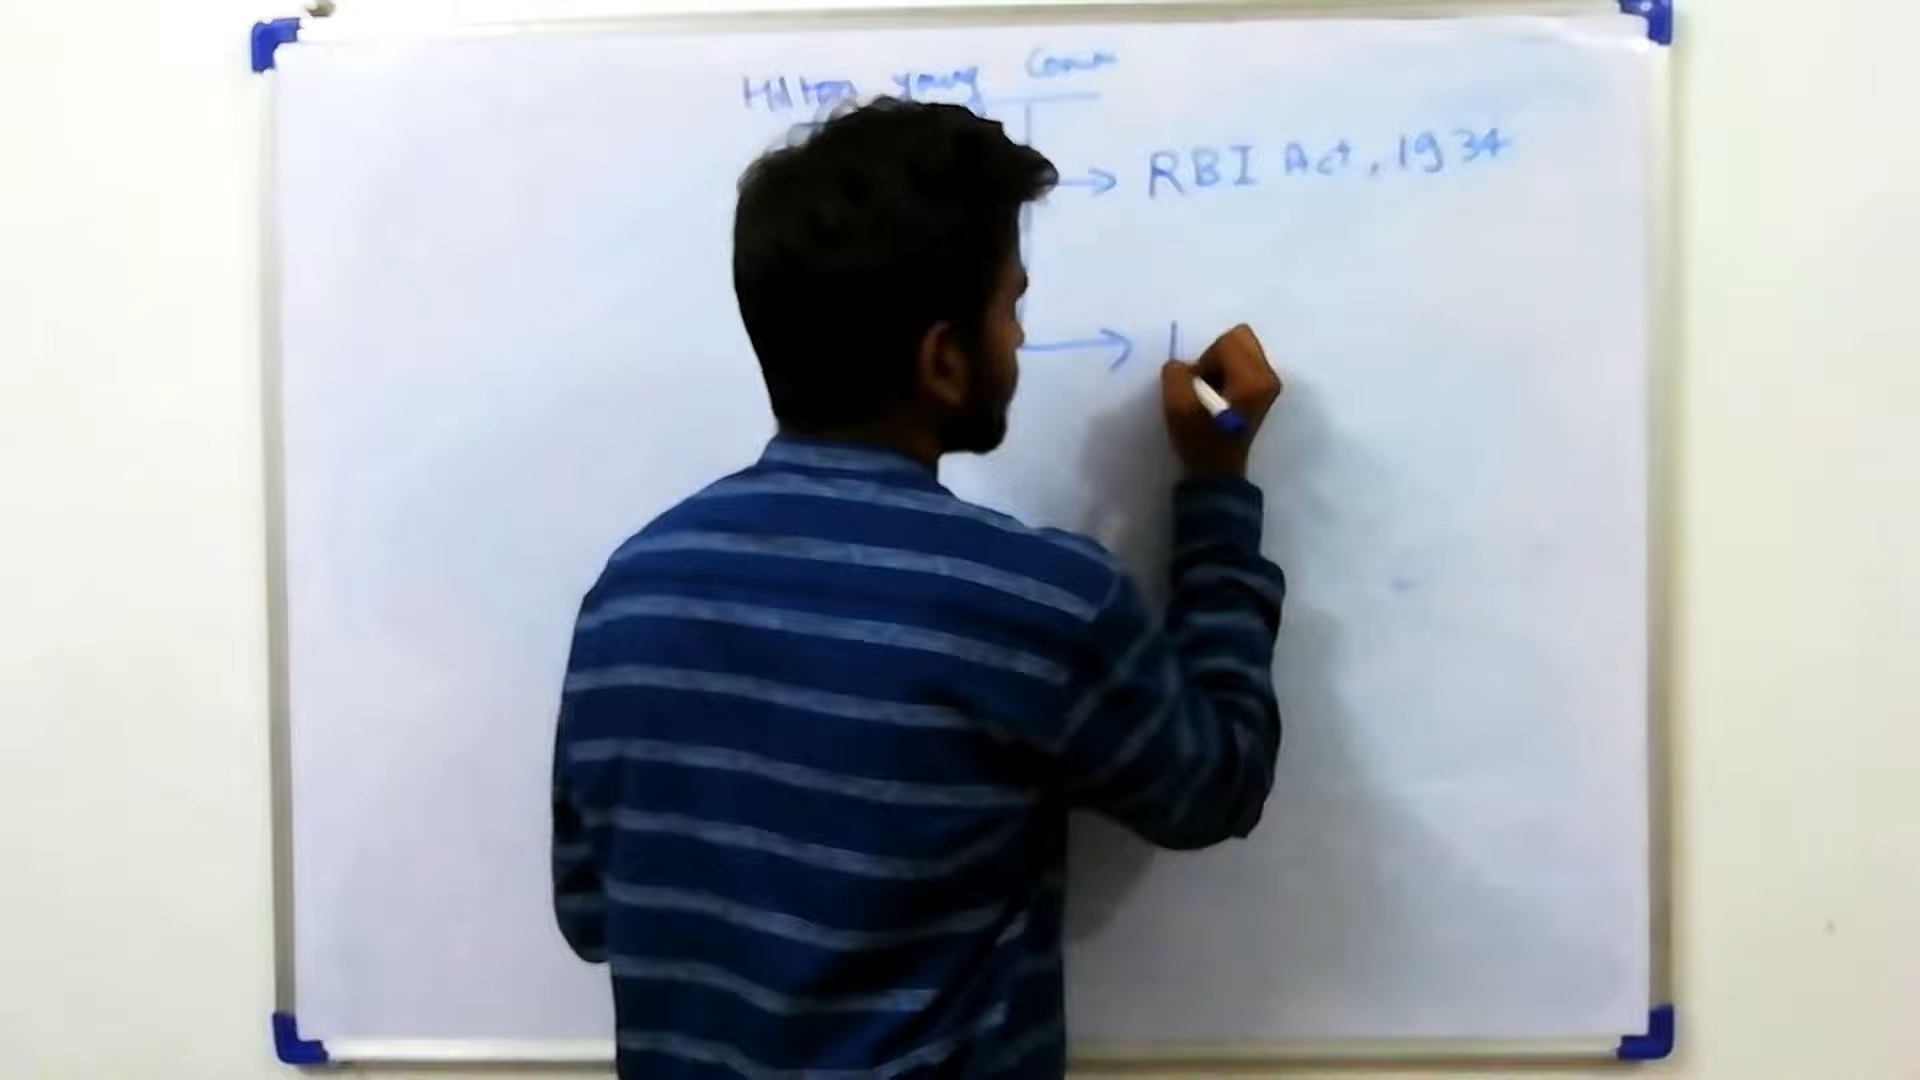 Hilton young Comm
→ RBI Act, 1934
→